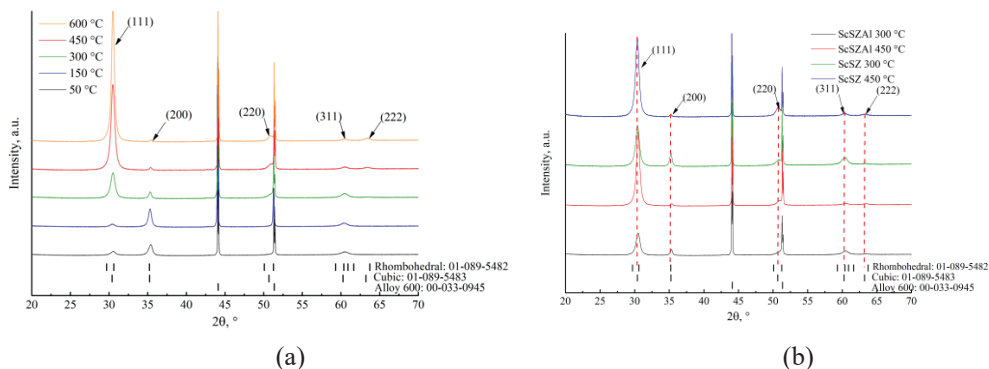 600 °C
450 °C
300 °C
150 °C
50 °C
(111)
(200)
(220)
(311)
(222)
Intensity, a.u.
Rhombohedral: 01-089-5482
Cubic: 01-089-5483
Alloy 600: 00-033-0945
20 25 30 35 40 45 50 55 60 65 70
2θ, °
(a)
ScSZAl 300 °C
ScSZAl 450 °C
ScSZ 300 °C
ScSZ 450 °C
(111)
(200)
(220)
(311)
(222)
Intensity, a.u.
Rhombohedral: 01-089-5482
Cubic: 01-089-5483
Alloy 600: 00-033-0945
20 25 30 35 40 45 50 55 60 65 70
2θ, °
(b)